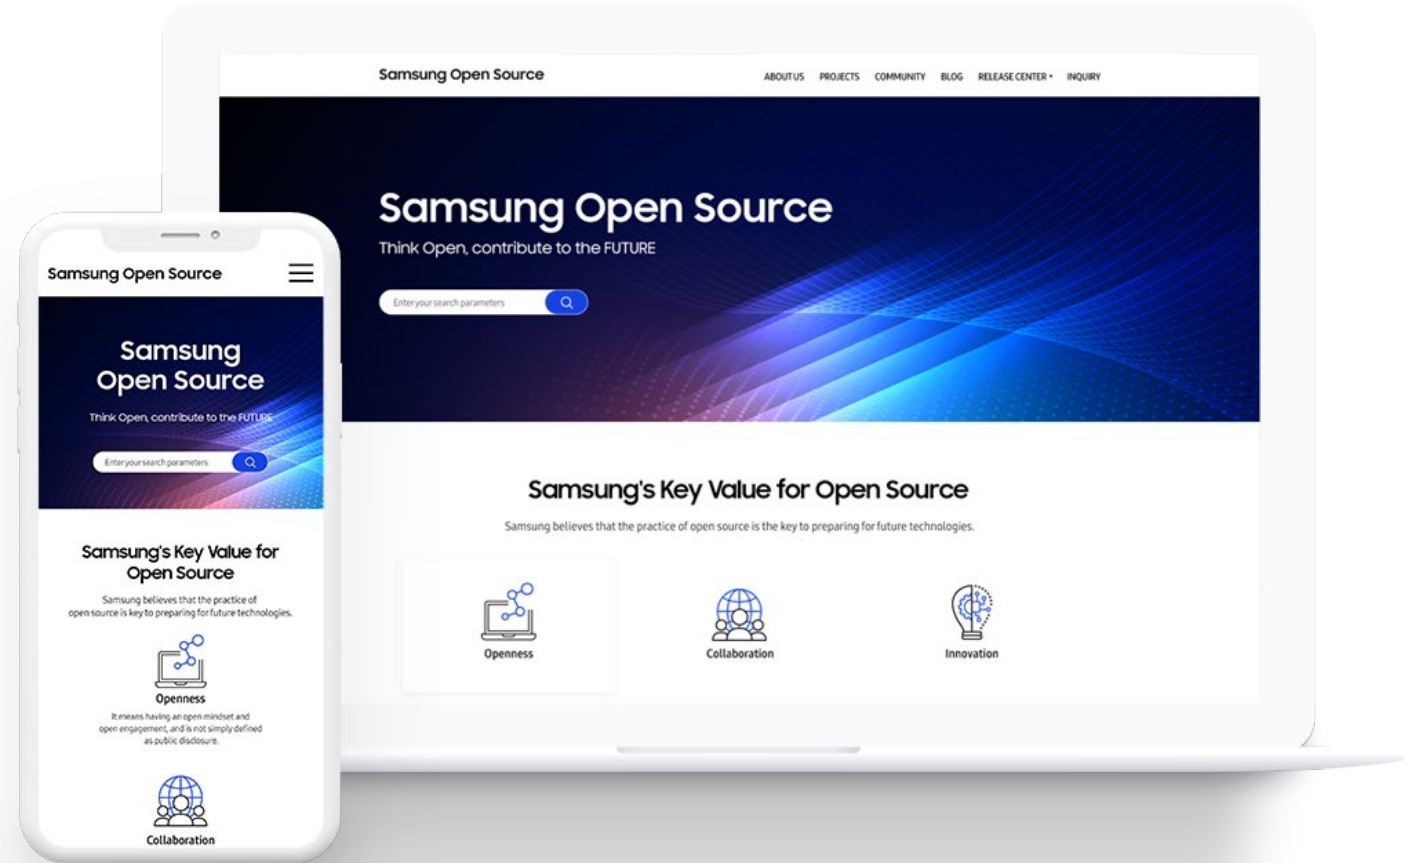 Samsung Open Source
ABOUT US PROJECTS COMMUNITY BLOG RELEASE CENTER INQUIRY
Samsung Open Source
Think Open, contribute to the FUTURE
Enter your search parameters
Samsung's Key Value for Open Source
Samsung believes that the practice of open source is the key to preparing for future technologies.
Openness
Collaboration
Innovation
Samsung Open Source
Samsung
Open Source
Think Open, contribute to the FUTURE
Enter your search parameters
Samsung's Key Value for
Open Source
Samsung believes that the practice of
open source is key to preparing for future technologies.
Openness
It means having an open mindset and
open engagement, and is not simply defined
as public disclosure.
Collaboration